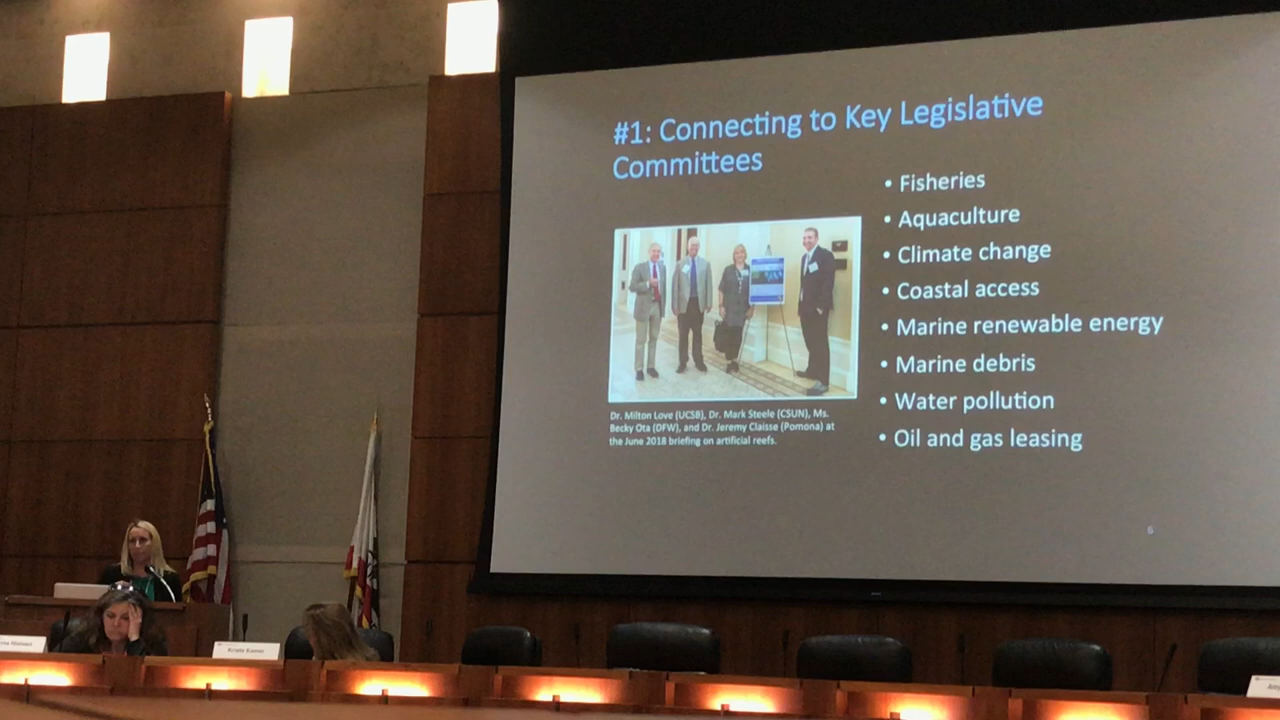 #1: Connecting to Key Legislative
Committees
• Fisheries
• Aquaculture
• Climate change
• Coastal access
• Marine renewable energy
• Marine debris
• Water pollution
• Oil and gas leasing
Dr. Milton Love (UCSB), Dr. Mark Steele (CSUN), Ms.
Becky Ota (DFW), and Dr. Jeremy Claisse (Pomona) at
the June 2018 briefing on artificial reefs.
6